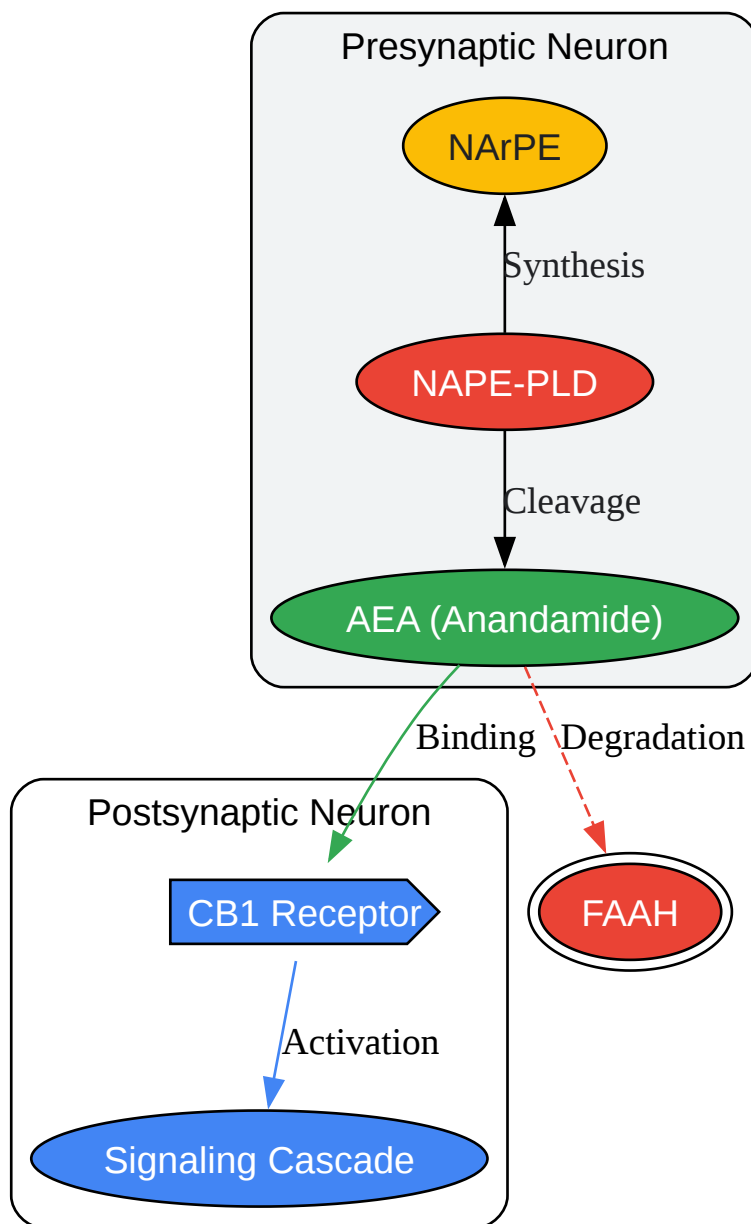 Presynaptic Neuron
NArPE
Synthesis
NAPE-PLD
Cleavage
AEA (Anandamide)
Binding
Degradation
Postsynaptic Neuron
CB1 Receptor
FAAH
Activation
Signaling Cascade